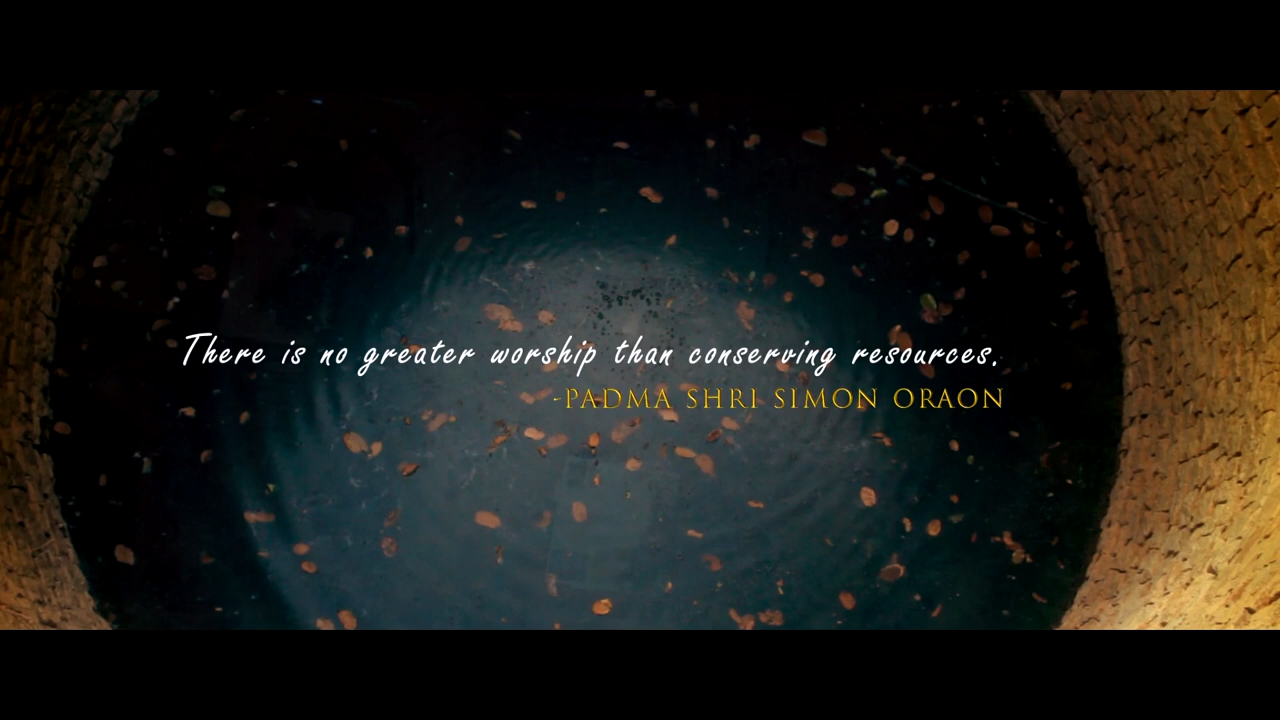 There is no greater worship than conserving resources.
-PADMA SHRI SIMON ORAON